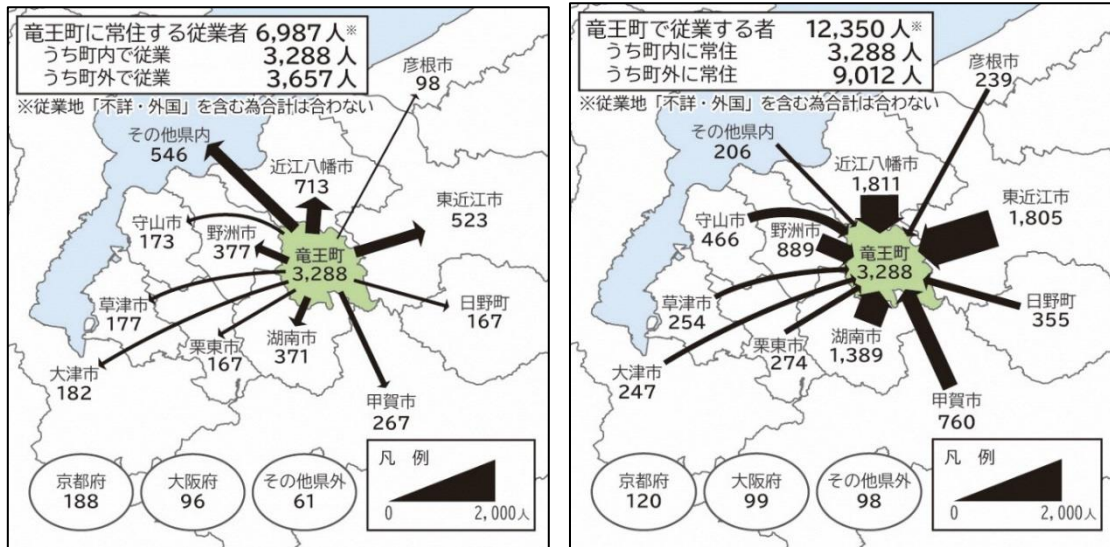 竜王町に常住する従業者 6,987人※
うち町内で従業 3,288人
うち町外で従業 3,657人
※従業地「不詳・外国」を含む為合計は合わない
彦根市
98
その他県内
546
近江八幡市
713
東近江市
523
守山市
173
野洲市
377
竜王町
3,288
草津市
177
日野町
167
栗東市
167
湖南市
371
大津市
182
甲賀市
267
京都府
188
大阪府
96
その他県外
61
凡 例
0 2,000人
竜王町で従業する者 12,350人※
うち町内に常住 3,288人
うち町外に常住 9,012人
※従業地「不詳・外国」を含む為合計は合わない
彦根市
239
その他県内
206
近江八幡市
1,811
東近江市
1,805
守山市
466
野洲市
889
竜王町
3,288
草津市
254
日野町
355
栗東市
274
湖南市
1,389
大津市
247
甲賀市
760
京都府
120
大阪府
99
その他県外
98
凡 例
0 2,000人